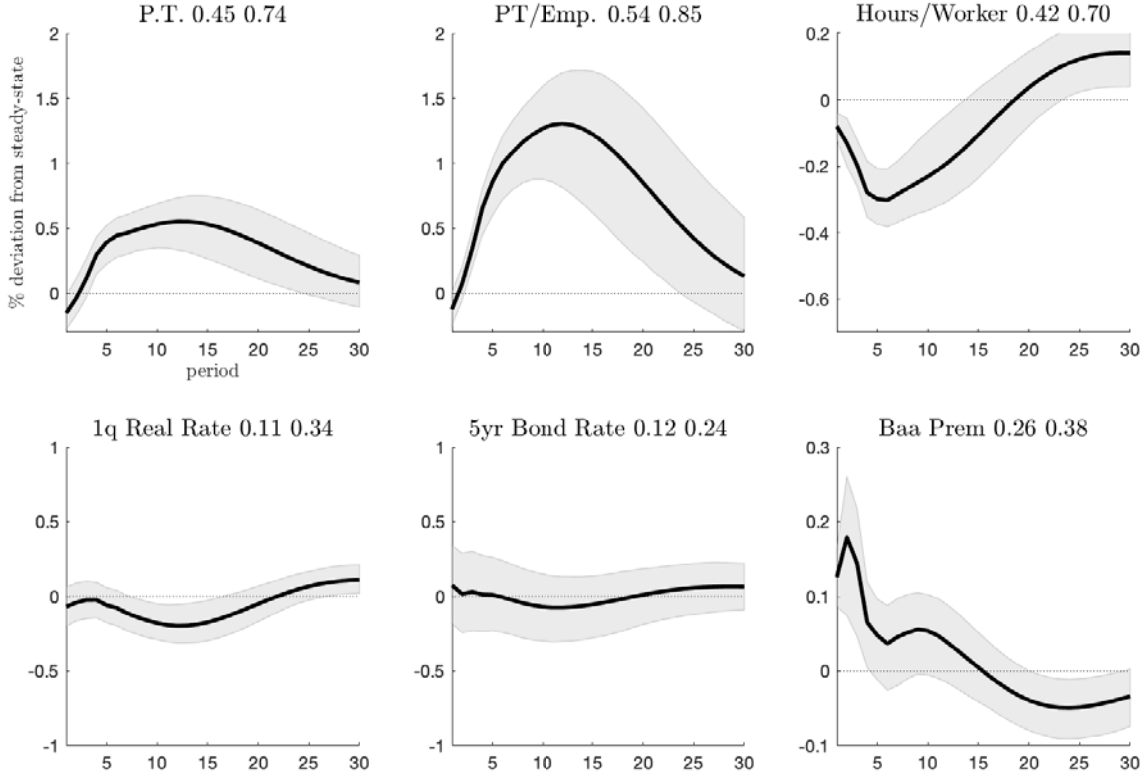 P.T. 0.45 0.74
% deviation from steady-state
2
1.5
1
0.5
0
5 10 15 20 25 30
period
PT/Emp. 0.54 0.85
2
1.5
1
0.5
0
5 10 15 20 25 30
Hours/Worker 0.42 0.70
0.2
0
-0.2
-0.4
-0.6
5 10 15 20 25 30
1q Real Rate 0.11 0.34
1
0.5
0
-0.5
-1
5 10 15 20 25 30
5yr Bond Rate 0.12 0.24
1
0.5
0
-0.5
-1
5 10 15 20 25 30
Baa Prem 0.26 0.38
0.3
0.2
0.1
0
-0.1
5 10 15 20 25 30